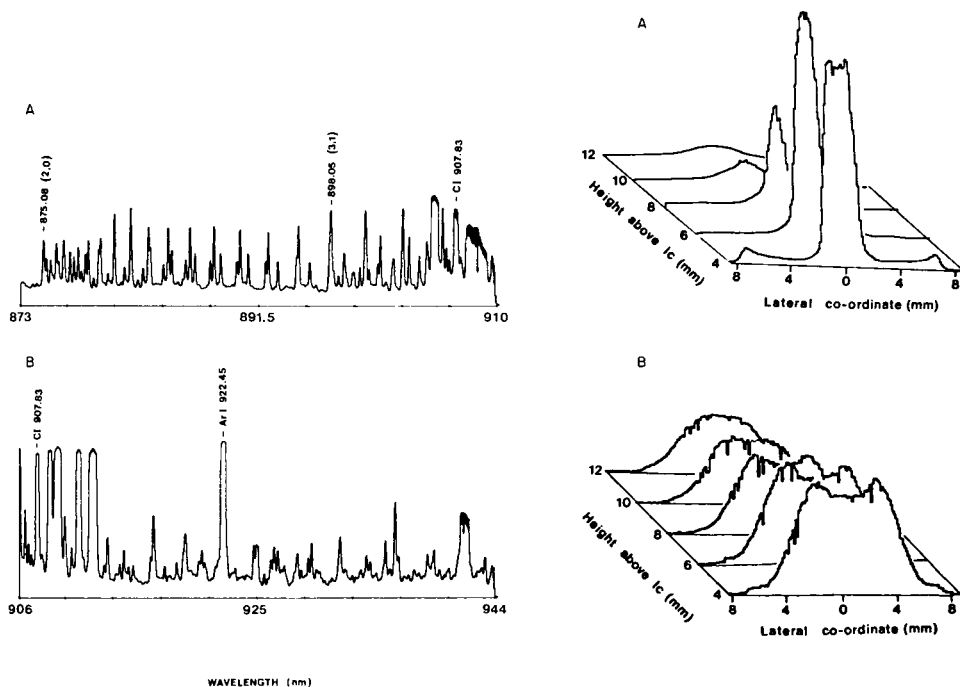 A
875.08 (2,0)
898.05 (3,1)
CI 907.83
873
891.5
910
B
CI 907.83
ArI 922.45
906
925
944
WAVELENGTH (nm)
A
12
10
8
6
4
Height above lc (mm)
8
4
0
4
8
Lateral co-ordinate (mm)
B
12
10
8
6
4
Height above lc (mm)
8
4
0
4
8
Lateral co-ordinate (mm)